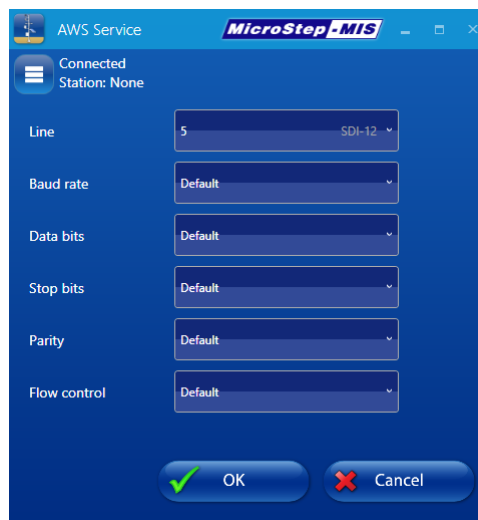 AWS Service
MicroStep-MIS
Connected
Station: None
Line
5 SDI-12
Baud rate
Default
Data bits
Default
Stop bits
Default
Parity
Default
Flow control
Default
OK
Cancel